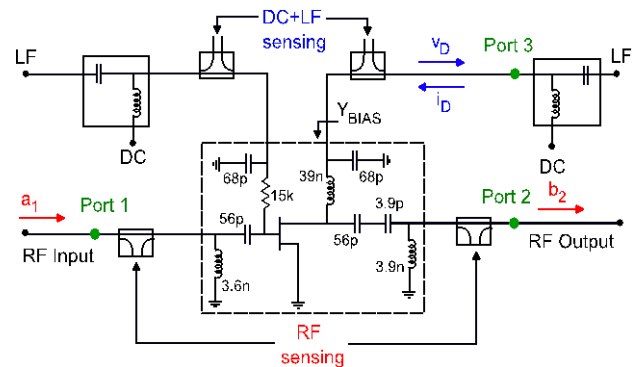 DC+LF
sensing
LF
DC
v_D
i_D
Port 3
LF
DC
Y_BIAS
68p
15k
39n
68p
a_1
Port 1
RF Input
56p
3.6n
56p
3.9p
3.9n
Port 2
b_2
RF Output
RF
sensing